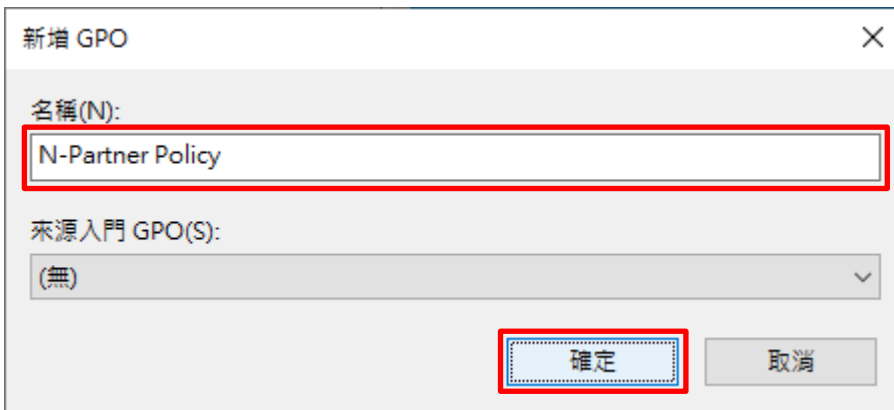 新增 GPO
名稱(N):
N-Partner Policy
來源入門 GPO(S):
(無)
確定
取消